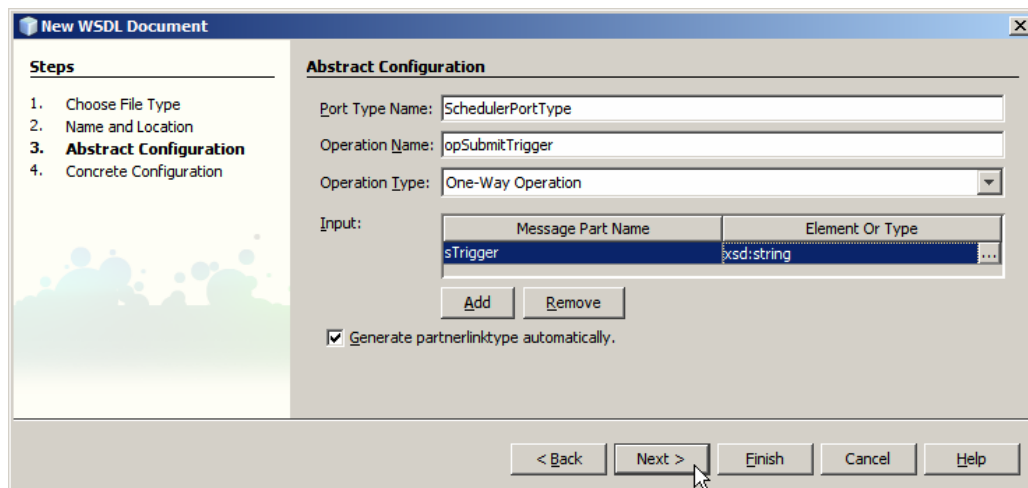 New WSDL Document
Steps
1. Choose File Type
2. Name and Location
3. Abstract Configuration
4. Concrete Configuration
Abstract Configuration
Port Type Name: SchedulerPortType
Operation Name: opSubmitTrigger
Operation Type: One-Way Operation
Input:
Message Part Name Element Or Type
sTrigger xsd:string ...
Add Remove
Generate partnerlinktype automatically.
< Back Next > Finish Cancel Help